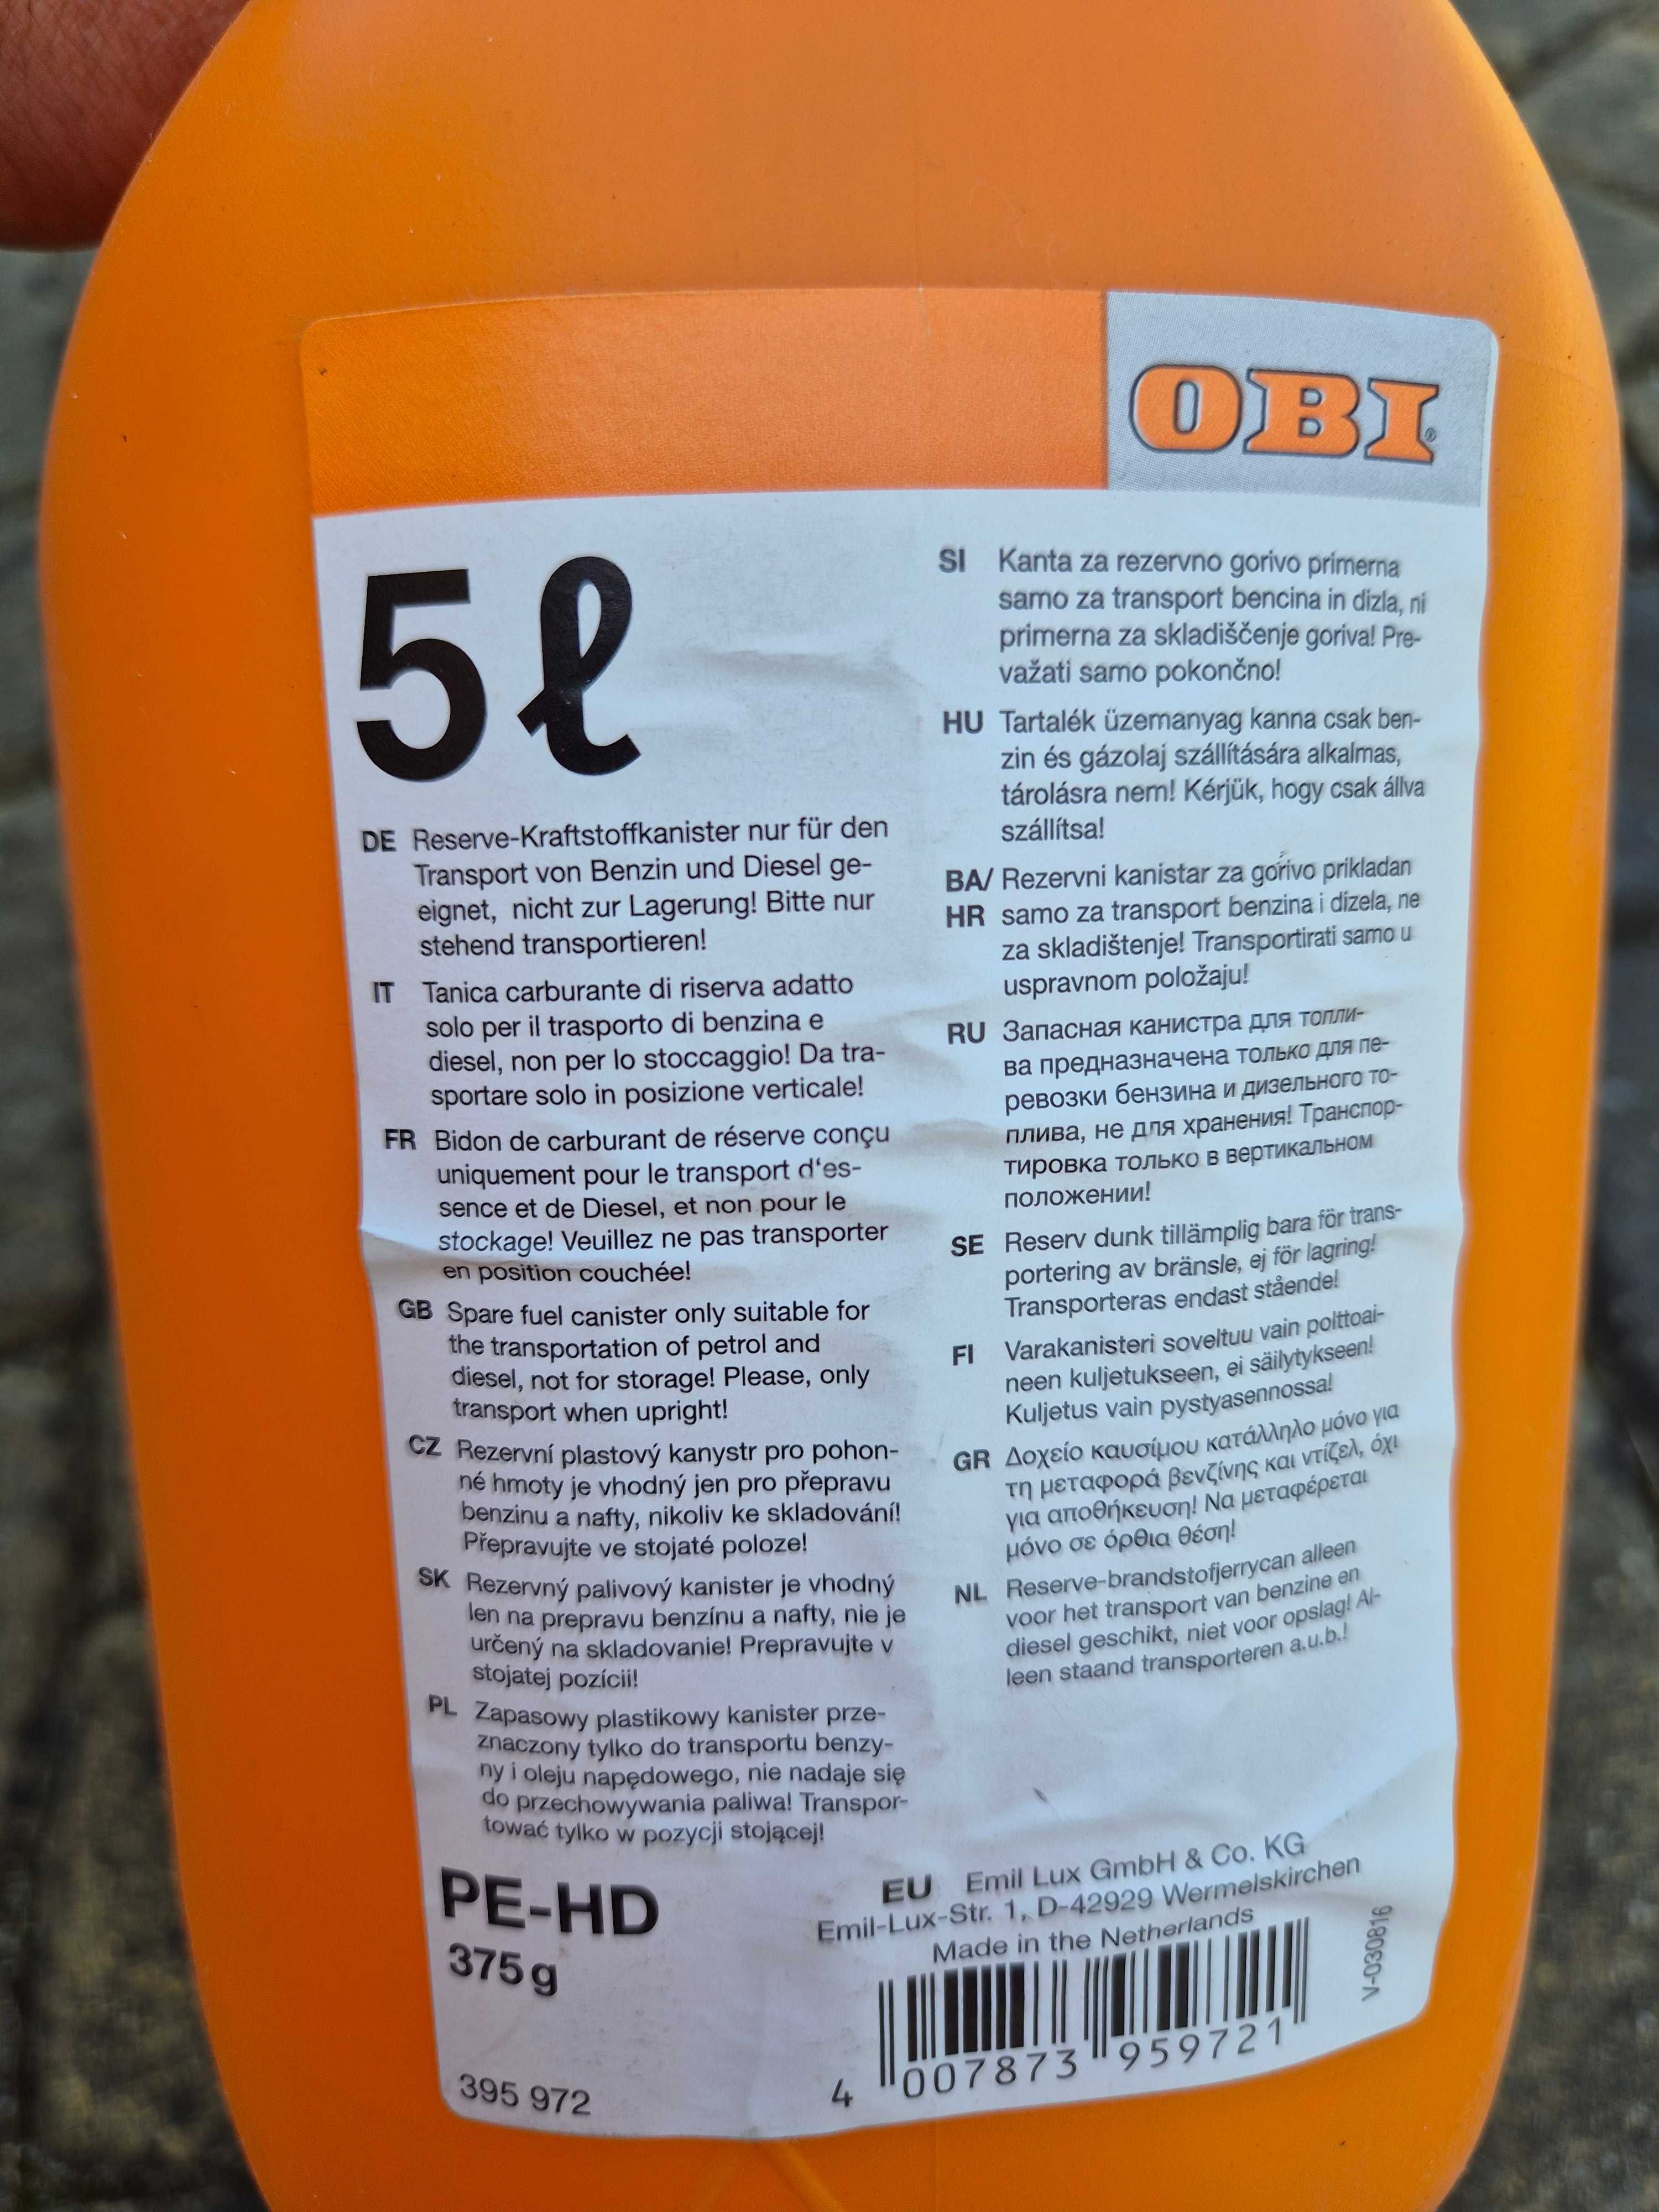 OBI®
5 ℓ
DE Reserve-Kraftstoffkanister nur für den
Transport von Benzin und Diesel ge-
eignet, nicht zur Lagerung! Bitte nur
stehend transportieren!
IT Tanica carburante di riserva adatto
solo per il trasporto di benzina e
diesel, non per lo stoccaggio! Da tra-
sportare solo in posizione verticale!
FR Bidon de carburant de réserve conçu
uniquement pour le transport d‘es-
sence et de Diesel, et non pour le
stockage! Veuillez ne pas transporter
en position couchée!
GB Spare fuel canister only suitable for
the transportation of petrol and
diesel, not for storage! Please, only
transport when upright!
CZ Rezervní plastový kanystr pro pohon-
né hmoty je vhodný jen pro přepravu
benzinu a nafty, nikoliv ke skladování!
Přepravujte ve stojaté poloze!
SK Rezervný palivový kanister je vhodný
len na prepravu benzínu a nafty, nie je
určený na skladovanie! Prepravujte v
stojatej pozícii!
PL Zapasowy plastikowy kanister prze-
znaczony tylko do transportu benzy-
ny i oleju napędowego, nie nadaje się
do przechowywania paliwa! Transpor-
tować tylko w pozycji stojącej!
SI Kanta za rezervno gorivo primerna
samo za transport bencina in dizla, ni
primerna za skladiščenje goriva! Pre-
važati samo pokončno!
HU Tartalék üzemanyag kanna csak ben-
zin és gázolaj szállítására alkalmas,
tárolásra nem! Kérjük, hogy csak állva
szállítsa!
BA/ Rezervni kanistar za gorivo prikladan
HR samo za transport benzina i dizela, ne
za skladištenje! Transportirati samo u
uspravnom položaju!
RU Запасная канистра для топли-
ва предназначена только для пе-
ревозки бензина и дизельного то-
плива, не для хранения! Транспор-
тировка только в вертикальном
положении!
SE Reserv dunk tillämplig bara för trans-
portering av bränsle, ej för lagring!
Transporteras endast stående!
FI Varakanisteri soveltuu vain polttoai-
neen kuljetukseen, ei säilytykseen!
Kuljetus vain pystyasennossa!
GR Δοχείο καυσίμου κατάλληλο μόνο για
τη μεταφορά βενζίνης και ντίζελ, όχι
για αποθήκευση! Να μεταφέρεται
μόνο σε όρθια θέση!
NL Reserve-brandstofjerrycan alleen
voor het transport van benzine en
diesel geschikt, niet voor opslag! Al-
leen staand transporteren a.u.b.!
PE-HD
375 g
395 972
EU Emil Lux GmbH & Co. KG
Emil-Lux-Str. 1, D-42929 Wermelskirchen
Made in the Netherlands
4 007873 959721
V-030816